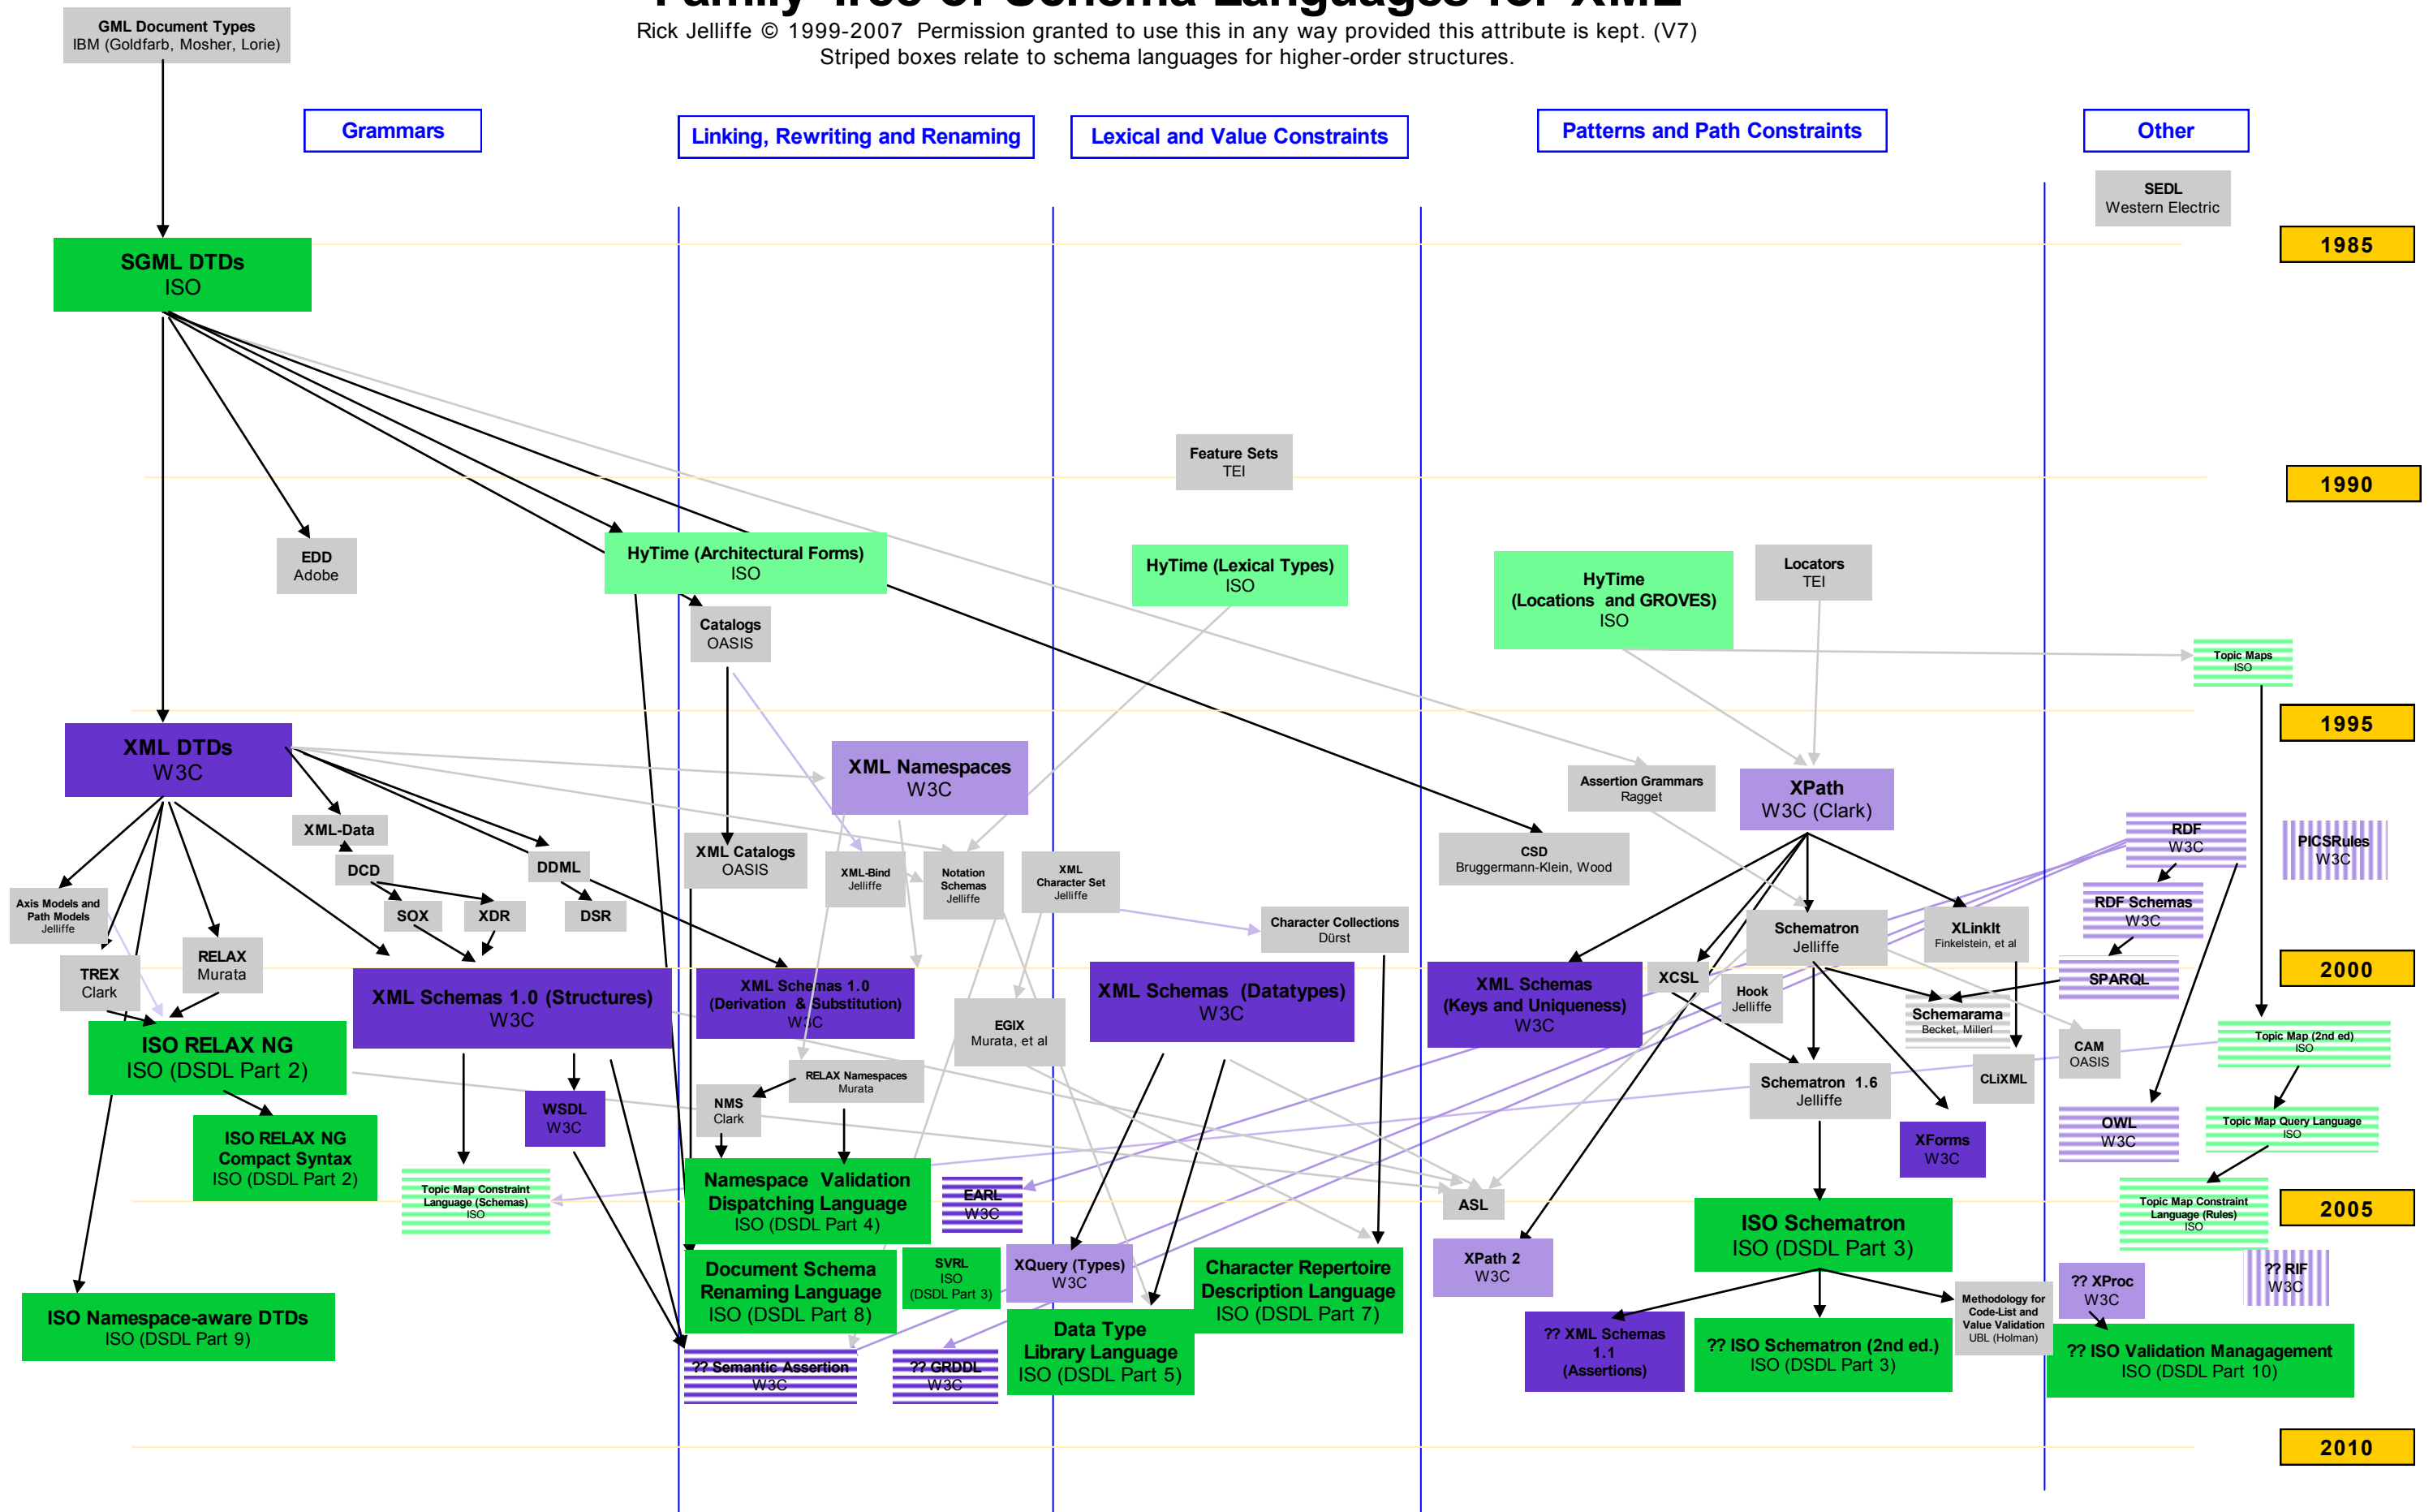 Family Tree of Schema Languages for XML
Rick Jelliffe © 1999-2007 Permission granted to use this in any way provided this attribute is kept. (V7)
Striped boxes relate to schema languages for higher-order structures.
GML Document Types
IBM (Goldfarb, Mosher, Lorie)
Grammars
Linking, Rewriting and Renaming
Lexical and Value Constraints
Patterns and Path Constraints
Other
SEDL
Western Electric
1985
SGML DTDs
ISO
Feature Sets
TEI
1990
EDD
Adobe
HyTime (Architectural Forms)
ISO
HyTime (Lexical Types)
ISO
HyTime
(Locations and GROVES)
ISO
Locators
TEI
Catalogs
OASIS
Topic Maps
ISO
1995
XML DTDs
W3C
XML Namespaces
W3C
Assertion Grammars
Ragget
XPath
W3C (Clark)
XML-Data
DCD
SOX
XDR
DDML
DSR
XML Catalogs
OASIS
XML-Bind
Jelliffe
Notation
Schemas
Jelliffe
XML
Character Set
Jelliffe
Character Collections
Dürst
CSD
Bruggermann-Klein, Wood
RDF
W3C
PICSRules
W3C
RDF Schemas
W3C
SPARQL
2000
Axis Models and
Path Models
Jelliffe
TREX
Clark
RELAX
Murata
Schematron
Jelliffe
XLinkIt
Finkelstein, et al
XML Schemas 1.0 (Structures)
W3C
XML Schemas 1.0
(Derivation & Substitution)
W3C
EGIX
Murata, et al
XML Schemas (Datatypes)
W3C
XML Schemas
(Keys and Uniqueness)
W3C
XCSL
Hook
Jelliffe
Schemarama
Becket, Millerl
CAM
OASIS
Topic Map (2nd ed)
ISO
ISO RELAX NG
ISO (DSDL Part 2)
RELAX Namespaces
Murata
NMS
Clark
WSDL
W3C
Schematron 1.6
Jelliffe
CLiXML
OWL
W3C
Topic Map Query Language
ISO
ISO RELAX NG
Compact Syntax
ISO (DSDL Part 2)
XForms
W3C
Topic Map Constraint
Language (Schemas)
ISO
Namespace Validation
Dispatching Language
ISO (DSDL Part 4)
EARL
W3C
ASL
Topic Map Constraint
Language (Rules)
ISO
2005
ISO Schematron
ISO (DSDL Part 3)
Document Schema
Renaming Language
ISO (DSDL Part 8)
SVRL
ISO
(DSDL Part 3)
XQuery (Types)
W3C
Character Repertoire
Description Language
ISO (DSDL Part 7)
XPath 2
W3C
?? XProc
W3C
?? RIF
W3C
ISO Namespace-aware DTDs
ISO (DSDL Part 9)
Data Type
Library Language
ISO (DSDL Part 5)
Methodology for
Code-List and
Value Validation
UBL (Holman)
?? XML Schemas
1.1
(Assertions)
?? ISO Schematron (2nd ed.)
ISO (DSDL Part 3)
?? ISO Validation Managagement
ISO (DSDL Part 10)
?? Semantic Assertion
W3C
?? GRDDL
W3C
2010